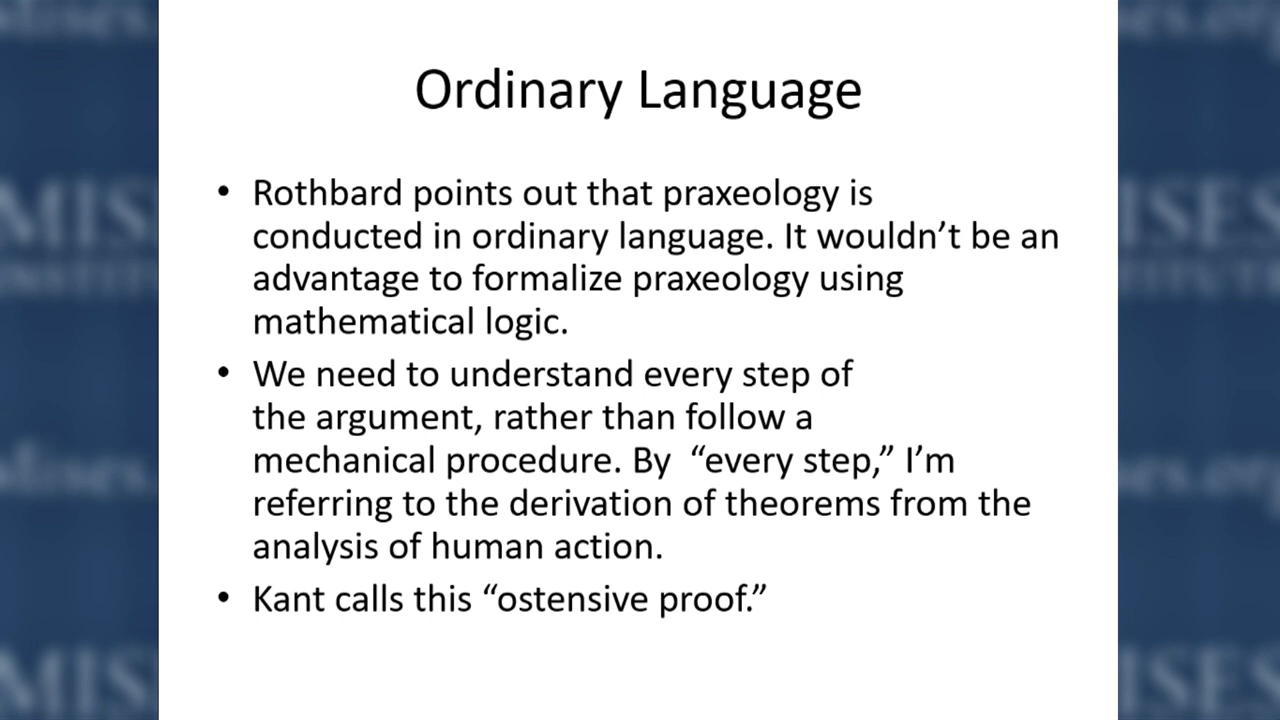 Ordinary Language
• Rothbard points out that praxeology is
conducted in ordinary language. It wouldn’t be an
advantage to formalize praxeology using
mathematical logic.
• We need to understand every step of
the argument, rather than follow a
mechanical procedure. By  “every step,” I’m
referring to the derivation of theorems from the
analysis of human action.
• Kant calls this “ostensive proof.”